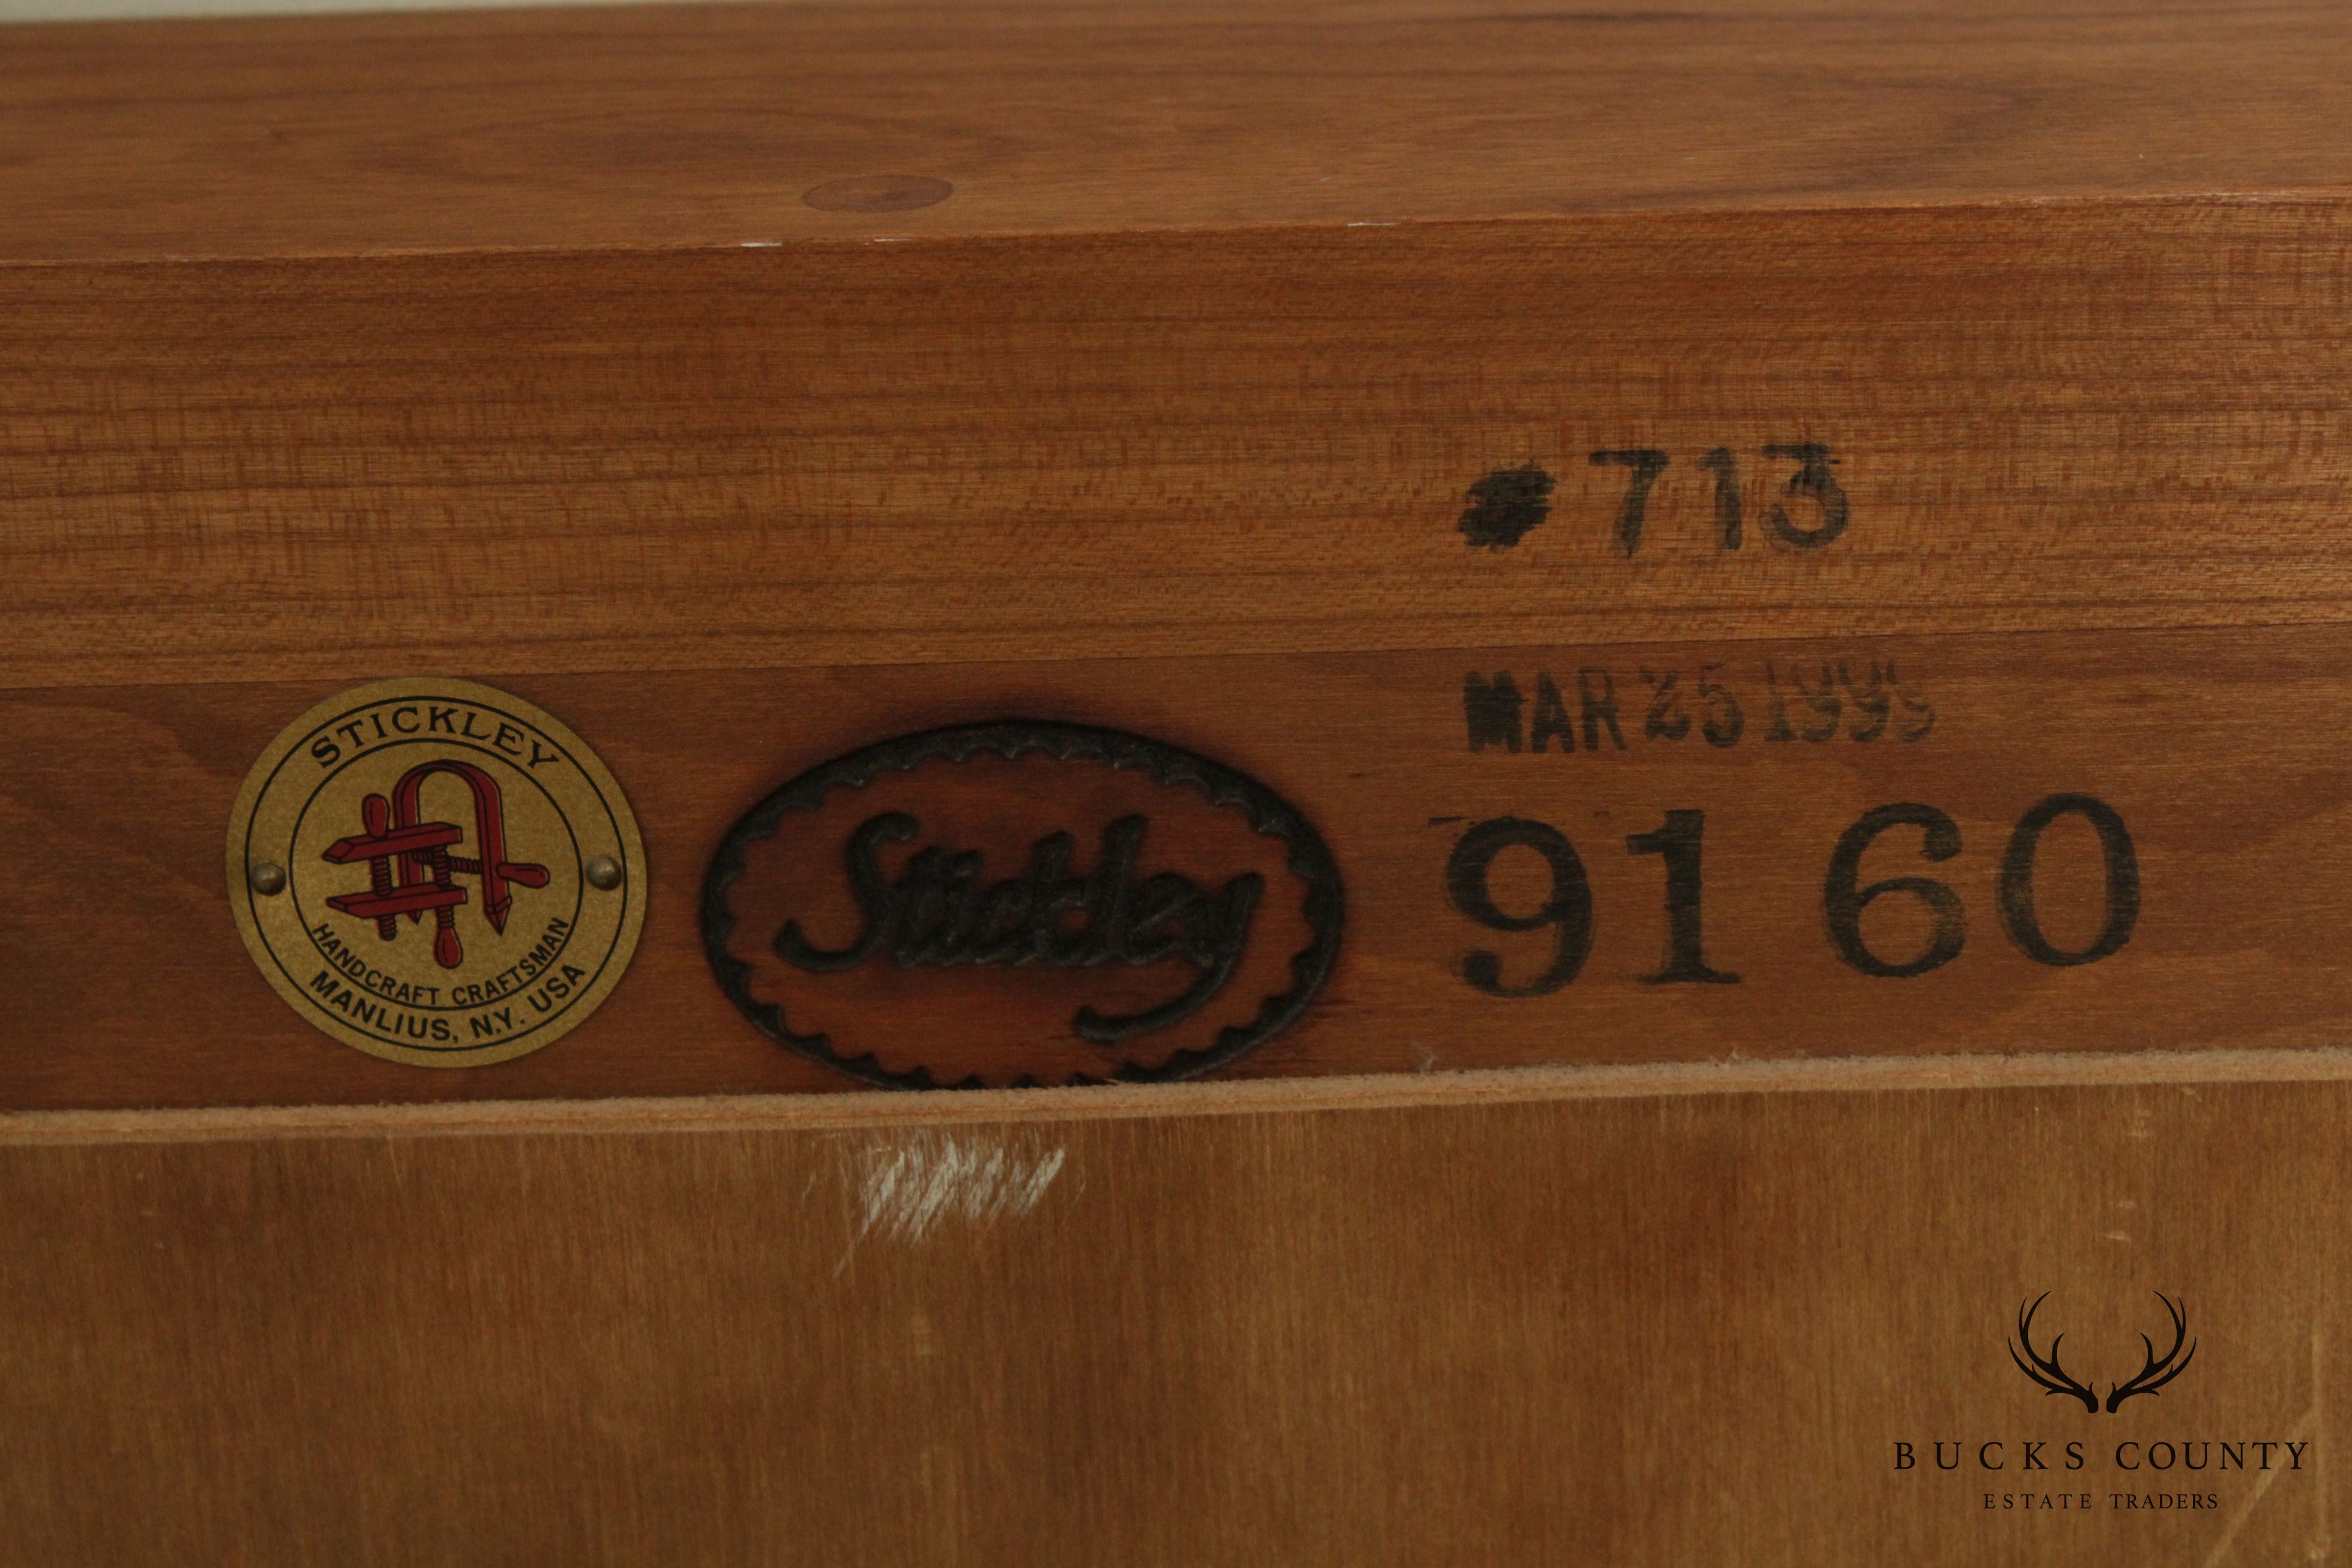 #713
MAR 25 1999
9160
STICKLEY
HANDCRAFT CRAFTSMAN
MANLIUS, N.Y. USA
Stickley
BUCKS COUNTY
ESTATE TRADERS